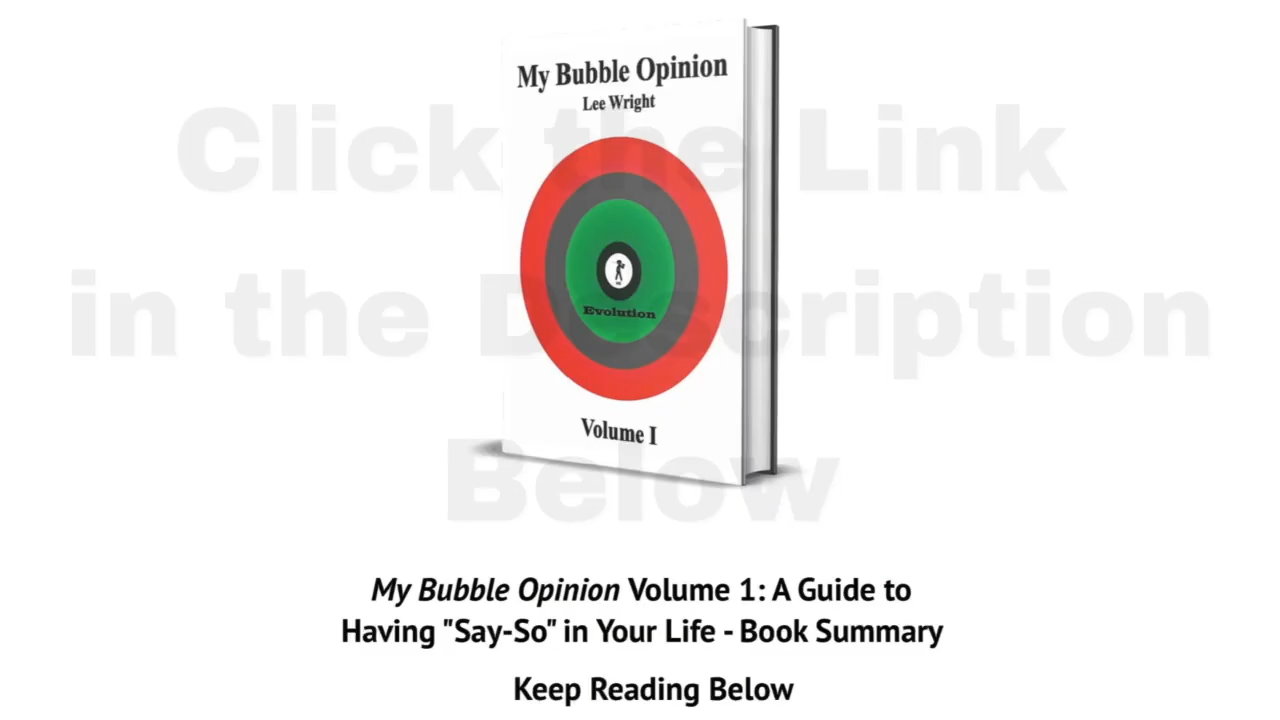 My Bubble Opinion
Lee Wright
Click the Link
in the Description
Evolution
Volume I
Below
My Bubble Opinion Volume 1: A Guide to
Having "Say-So" in Your Life - Book Summary
Keep Reading Below